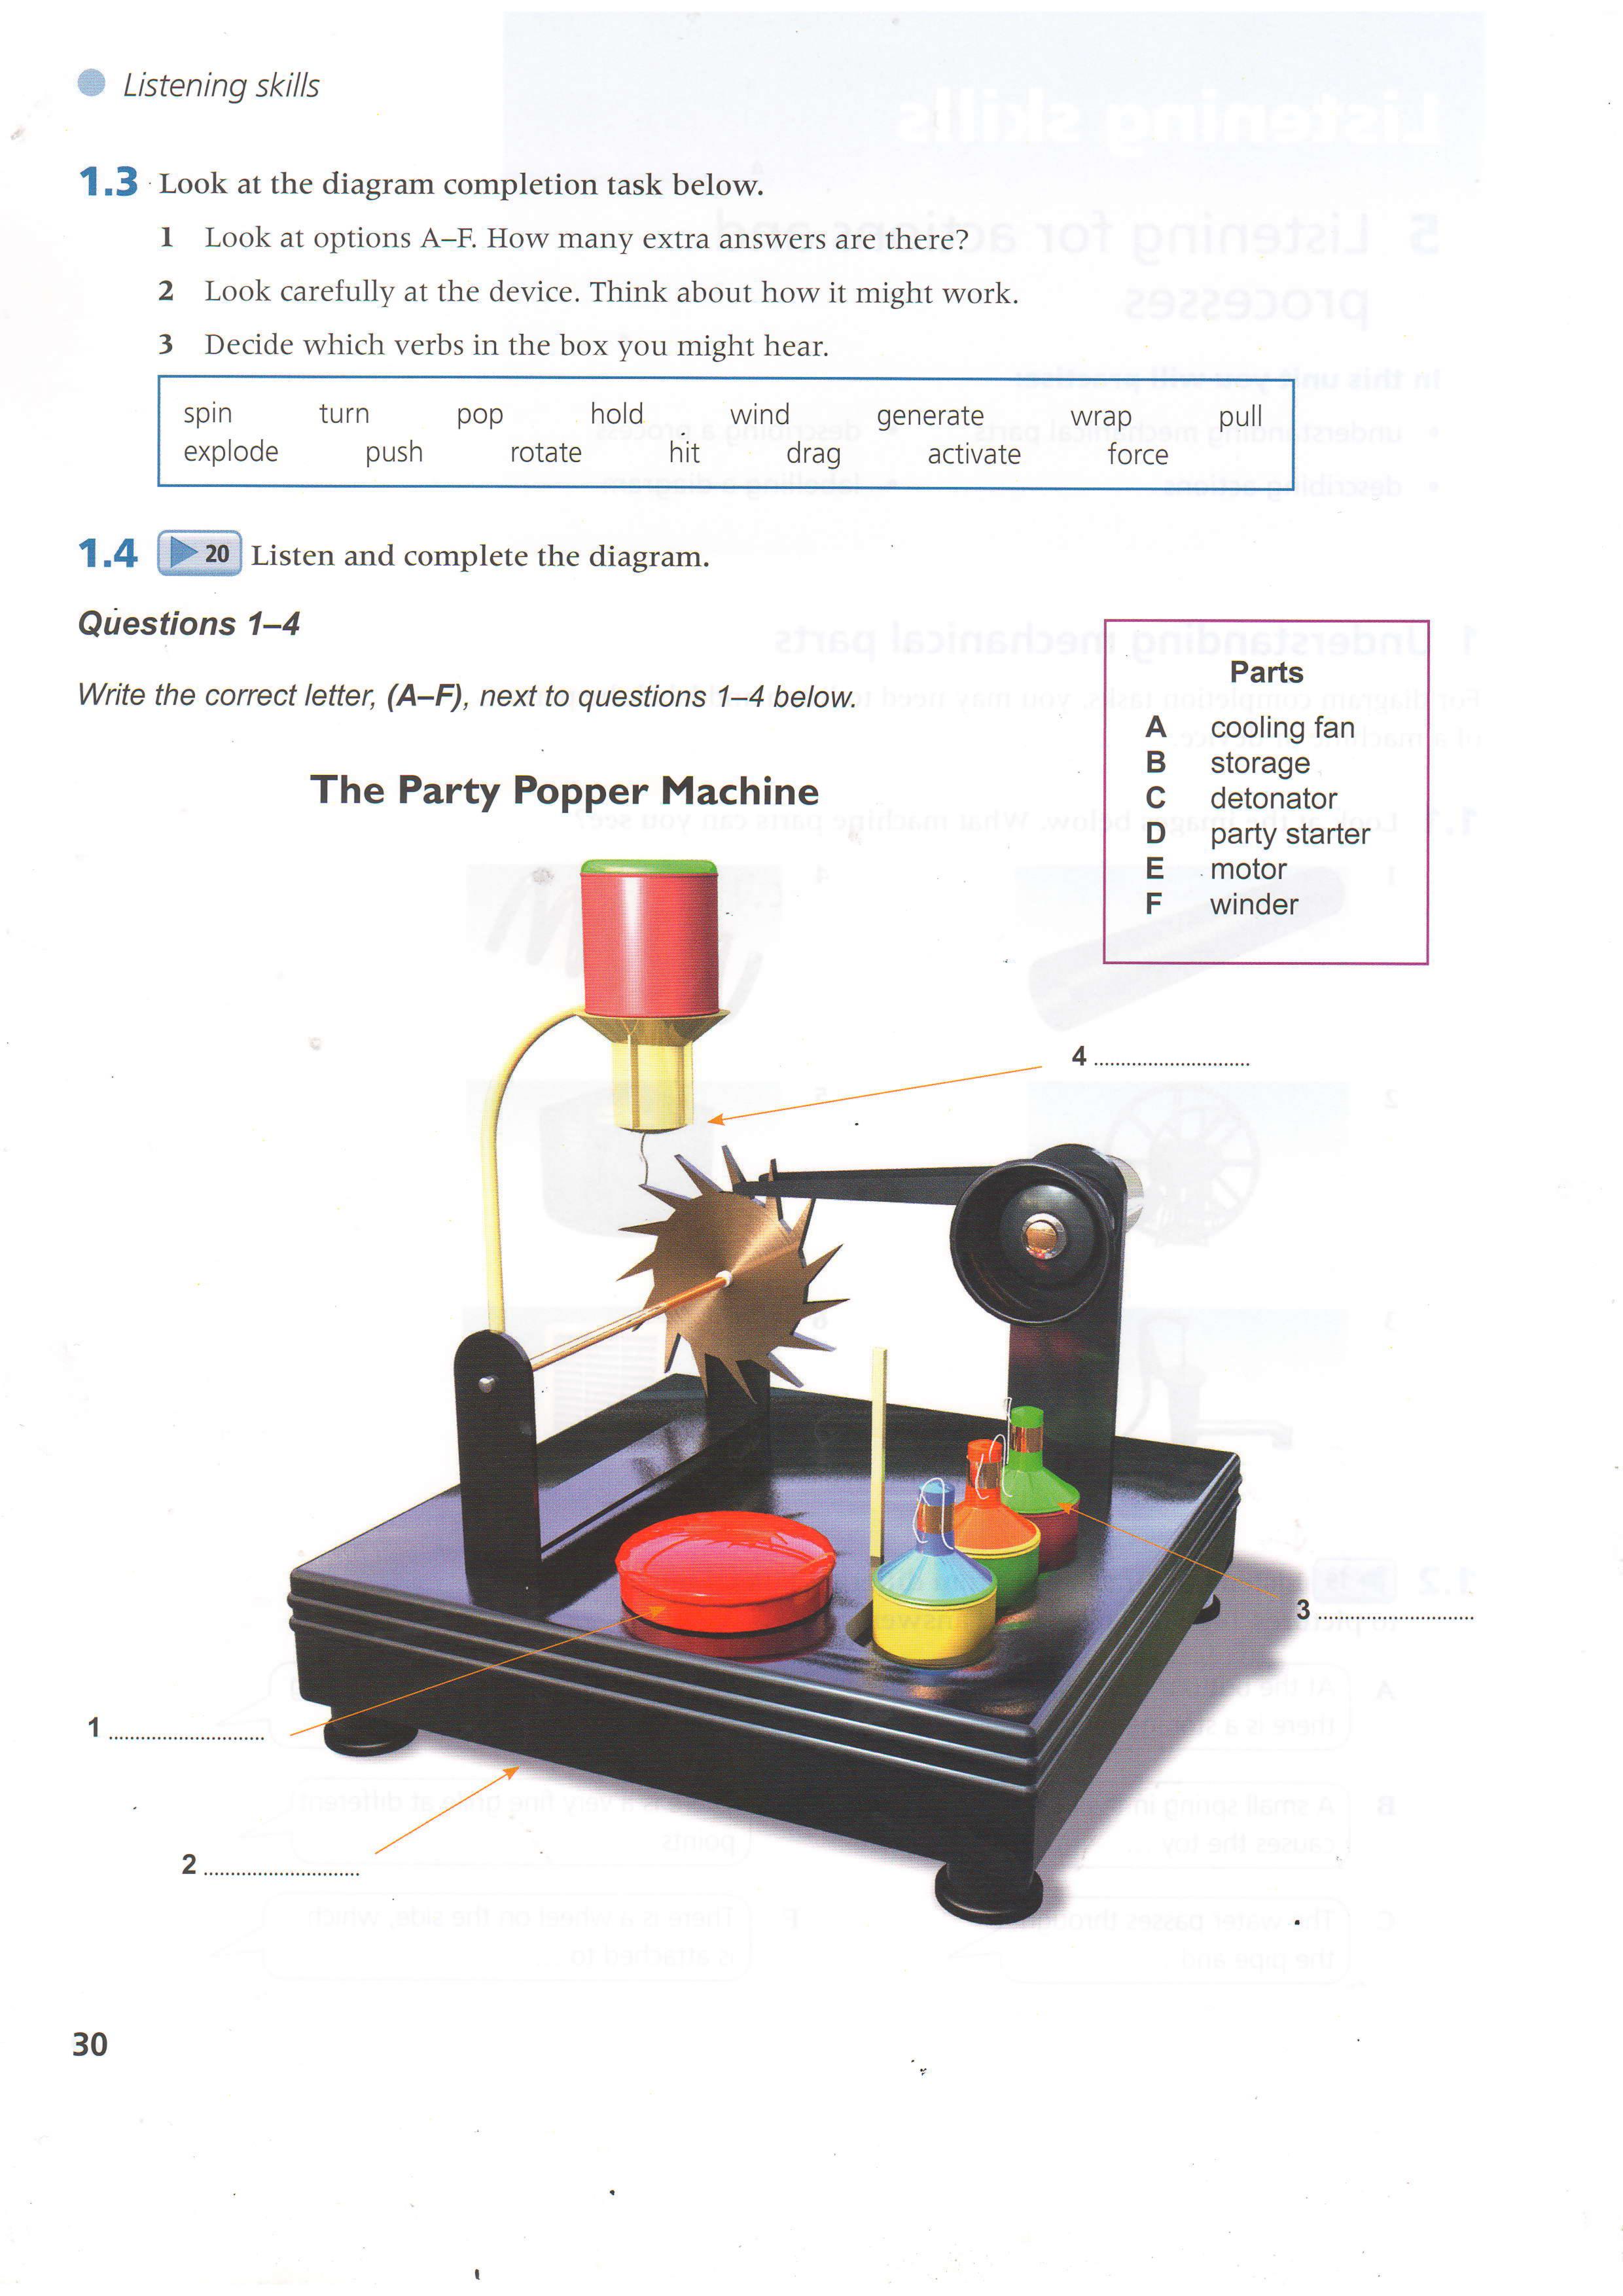 Listening skills
1.3 Look at the diagram completion task below.
1 Look at options A–F. How many extra answers are there?
2 Look carefully at the device. Think about how it might work.
3 Decide which verbs in the box you might hear.
spin turn pop hold wind generate wrap pull
explode push rotate hit drag activate force
1.4 20 Listen and complete the diagram.
Questions 1–4
Write the correct letter, (A–F), next to questions 1–4 below.
Parts
A cooling fan
B storage
C detonator
D party starter
E motor
F winder
The Party Popper Machine
4 ............................
3 ............................
1 ............................
2 ............................
30